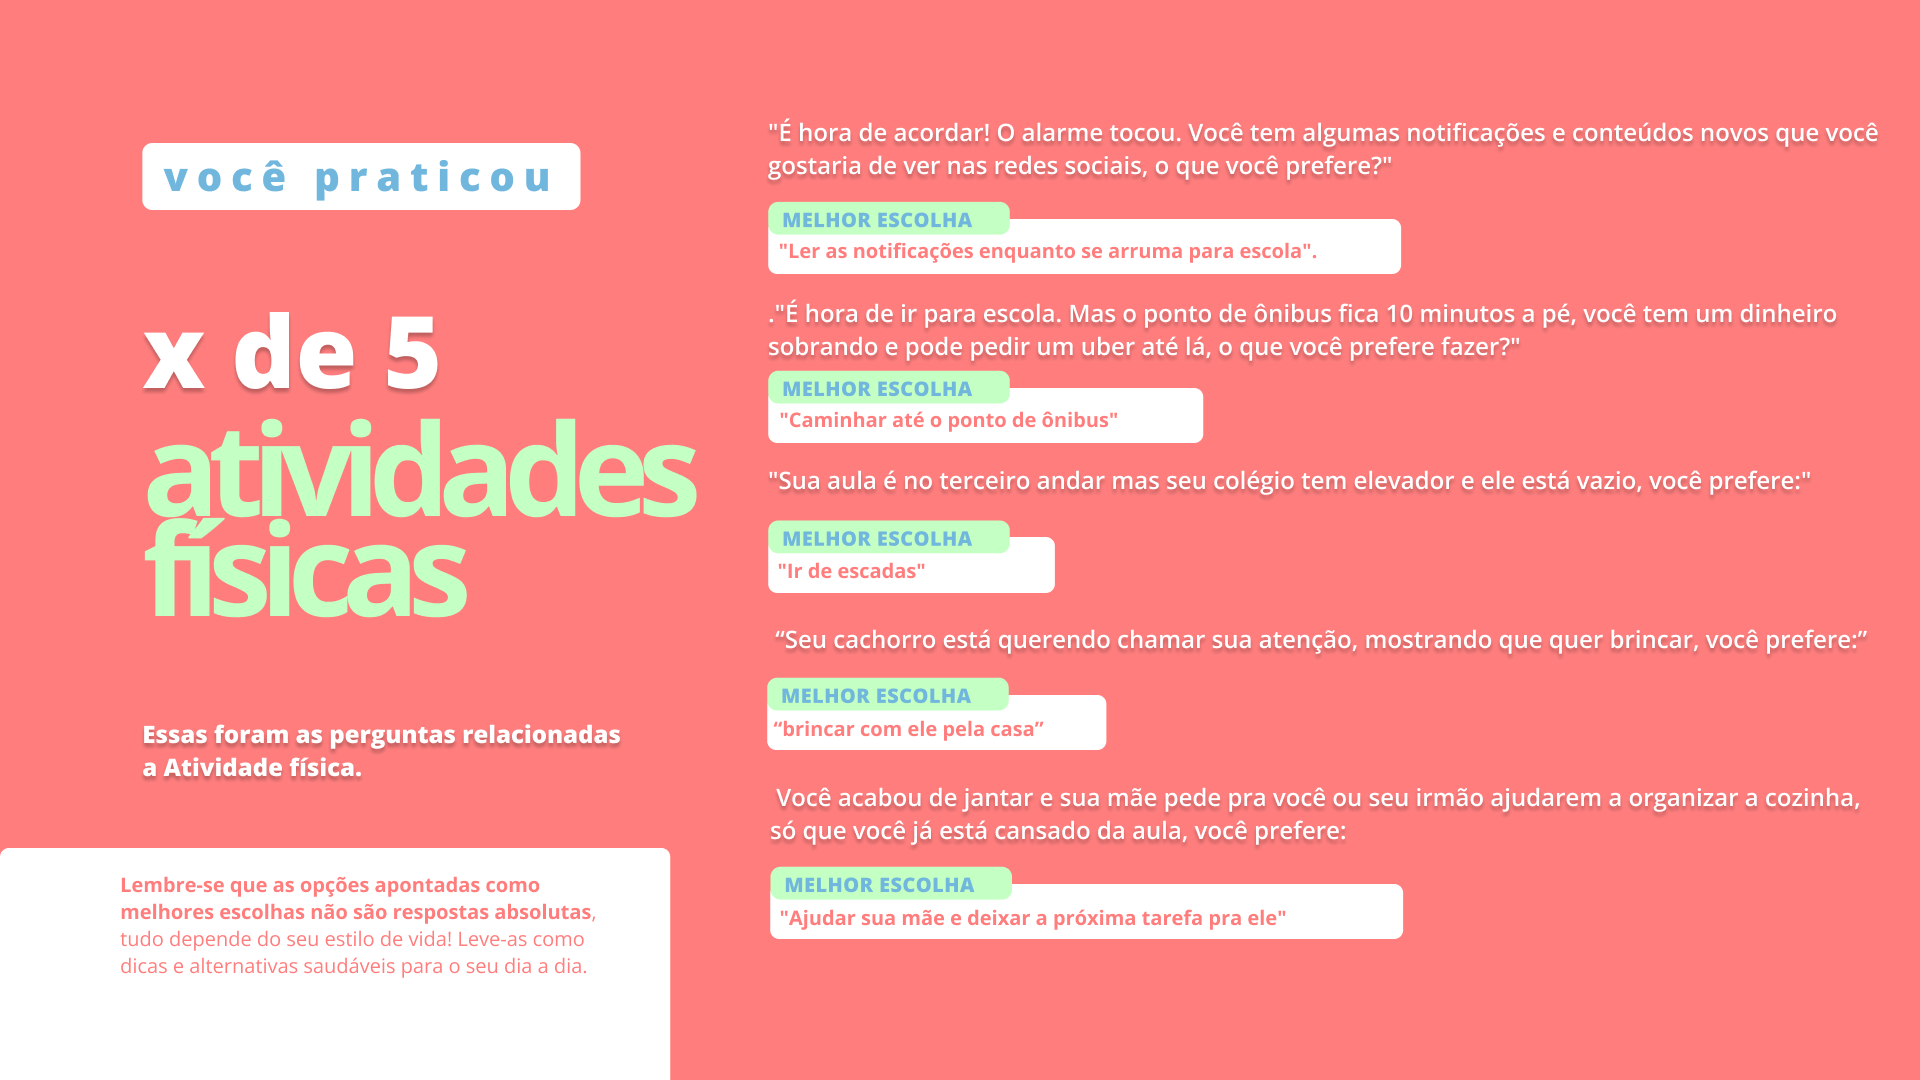 você praticou
x de 5
atividades
físicas
Essas foram as perguntas relacionadas
a Atividade física.
Lembre-se que as opções apontadas como
melhores escolhas não são respostas absolutas,
tudo depende do seu estilo de vida! Leve-as como
dicas e alternativas saudáveis para o seu dia a dia.
"É hora de acordar! O alarme tocou. Você tem algumas notificações e conteúdos novos que você
gostaria de ver nas redes sociais, o que você prefere?"
MELHOR ESCOLHA
"Ler as notificações enquanto se arruma para escola".
."É hora de ir para escola. Mas o ponto de ônibus fica 10 minutos a pé, você tem um dinheiro
sobrando e pode pedir um uber até lá, o que você prefere fazer?"
MELHOR ESCOLHA
"Caminhar até o ponto de ônibus"
"Sua aula é no terceiro andar mas seu colégio tem elevador e ele está vazio, você prefere:"
MELHOR ESCOLHA
"Ir de escadas"
“Seu cachorro está querendo chamar sua atenção, mostrando que quer brincar, você prefere:”
MELHOR ESCOLHA
“brincar com ele pela casa”
Você acabou de jantar e sua mãe pede pra você ou seu irmão ajudarem a organizar a cozinha,
só que você já está cansado da aula, você prefere:
MELHOR ESCOLHA
"Ajudar sua mãe e deixar a próxima tarefa pra ele"